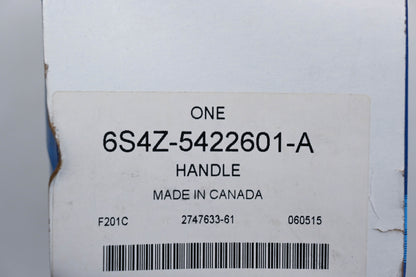 ONE
6S4Z-5422601-A
HANDLE
MADE IN CANADA
F201C 2747633-61 060515